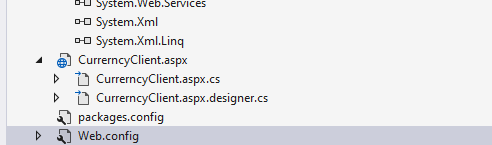 System.Web.Services
System.Xml
System.Xml.Linq
CurrerncyClient.aspx
CurrerncyClient.aspx.cs
CurrerncyClient.aspx.designer.cs
packages.config
Web.config